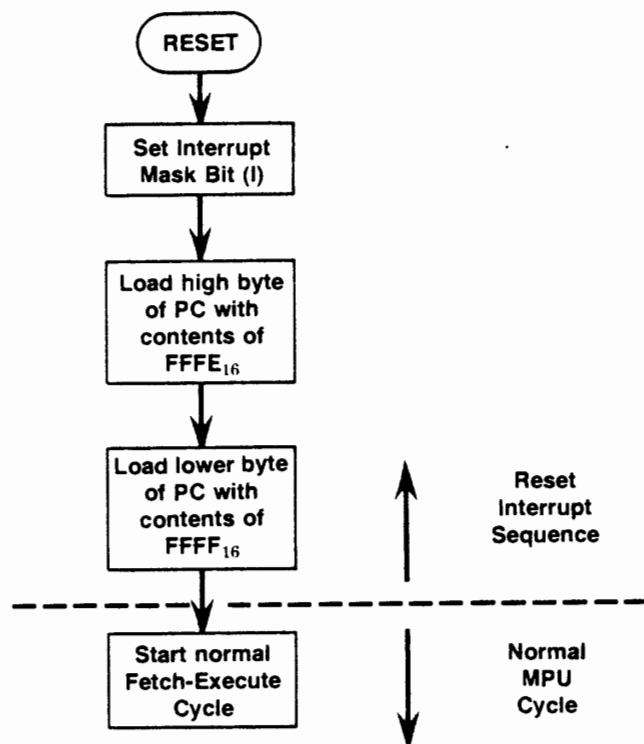 RESET
Set Interrupt
Mask Bit (I)
Load high byte
of PC with
contents of
FFFE₁₆
Load lower byte
of PC with
contents of
FFFF₁₆
Reset
Interrupt
Sequence
Start normal
Fetch-Execute
Cycle
Normal
MPU
Cycle